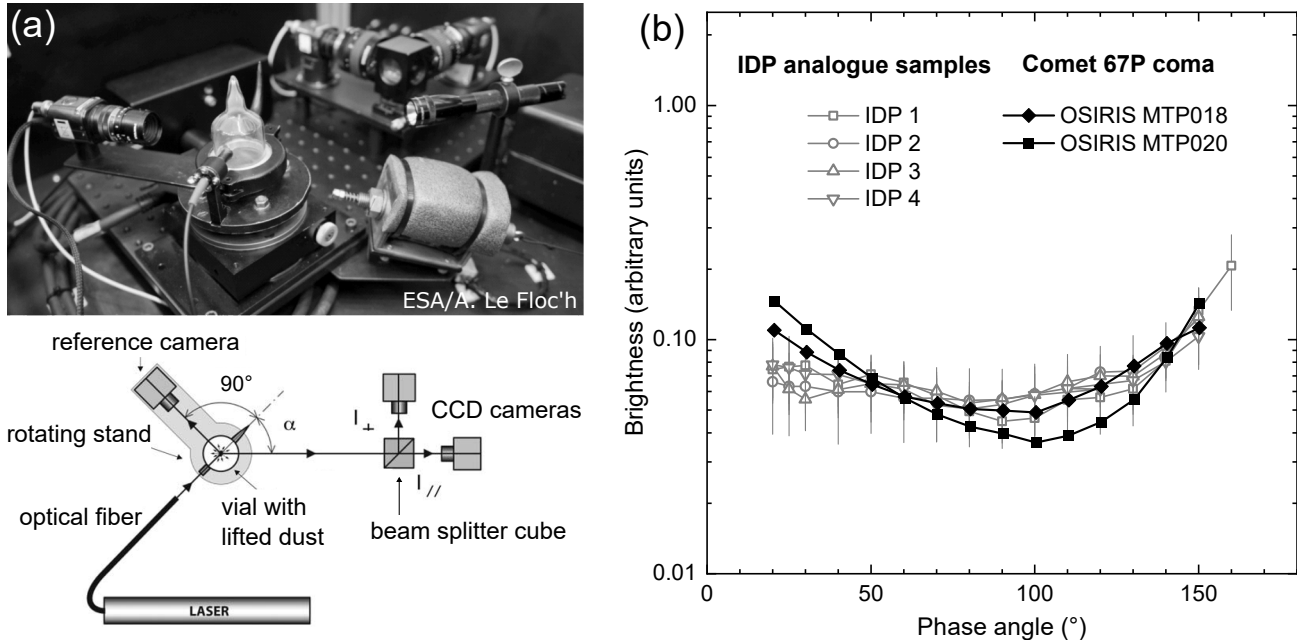 (a)
ESA/A. Le Floc'h
reference camera
90°
α
rotating stand
I⊥
CCD cameras
I//
optical fiber
vial with
lifted dust
beam splitter cube
LASER
(b)
IDP analogue samples
IDP 1
IDP 2
IDP 3
IDP 4
Comet 67P coma
OSIRIS MTP018
OSIRIS MTP020
Brightness (arbitrary units)
1.00
0.10
0.01
0
50
100
150
Phase angle (°)